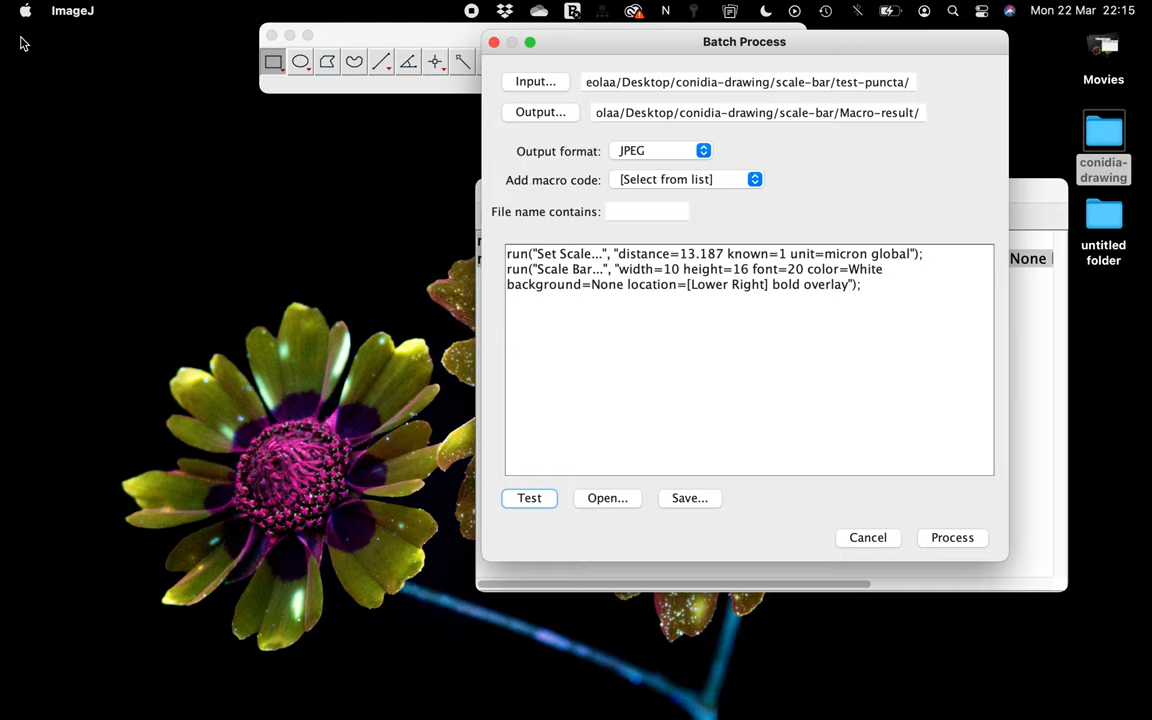 ImageJ
N
Mon 22 Mar 22:15
Batch Process
Input...
eolaa/Desktop/conidia-drawing/scale-bar/test-puncta/
Output...
olaa/Desktop/conidia-drawing/scale-bar/Macro-result/
Output format:
JPEG
Add macro code:
[Select from list]
File name contains:
run("Set Scale...", "distance=13.187 known=1 unit=micron global");
run("Scale Bar...", "width=10 height=16 font=20 color=White
background=None location=[Lower Right] bold overlay");
Test
Open...
Save...
Cancel
Process
None
Movies
conidia-
drawing
untitled
folder